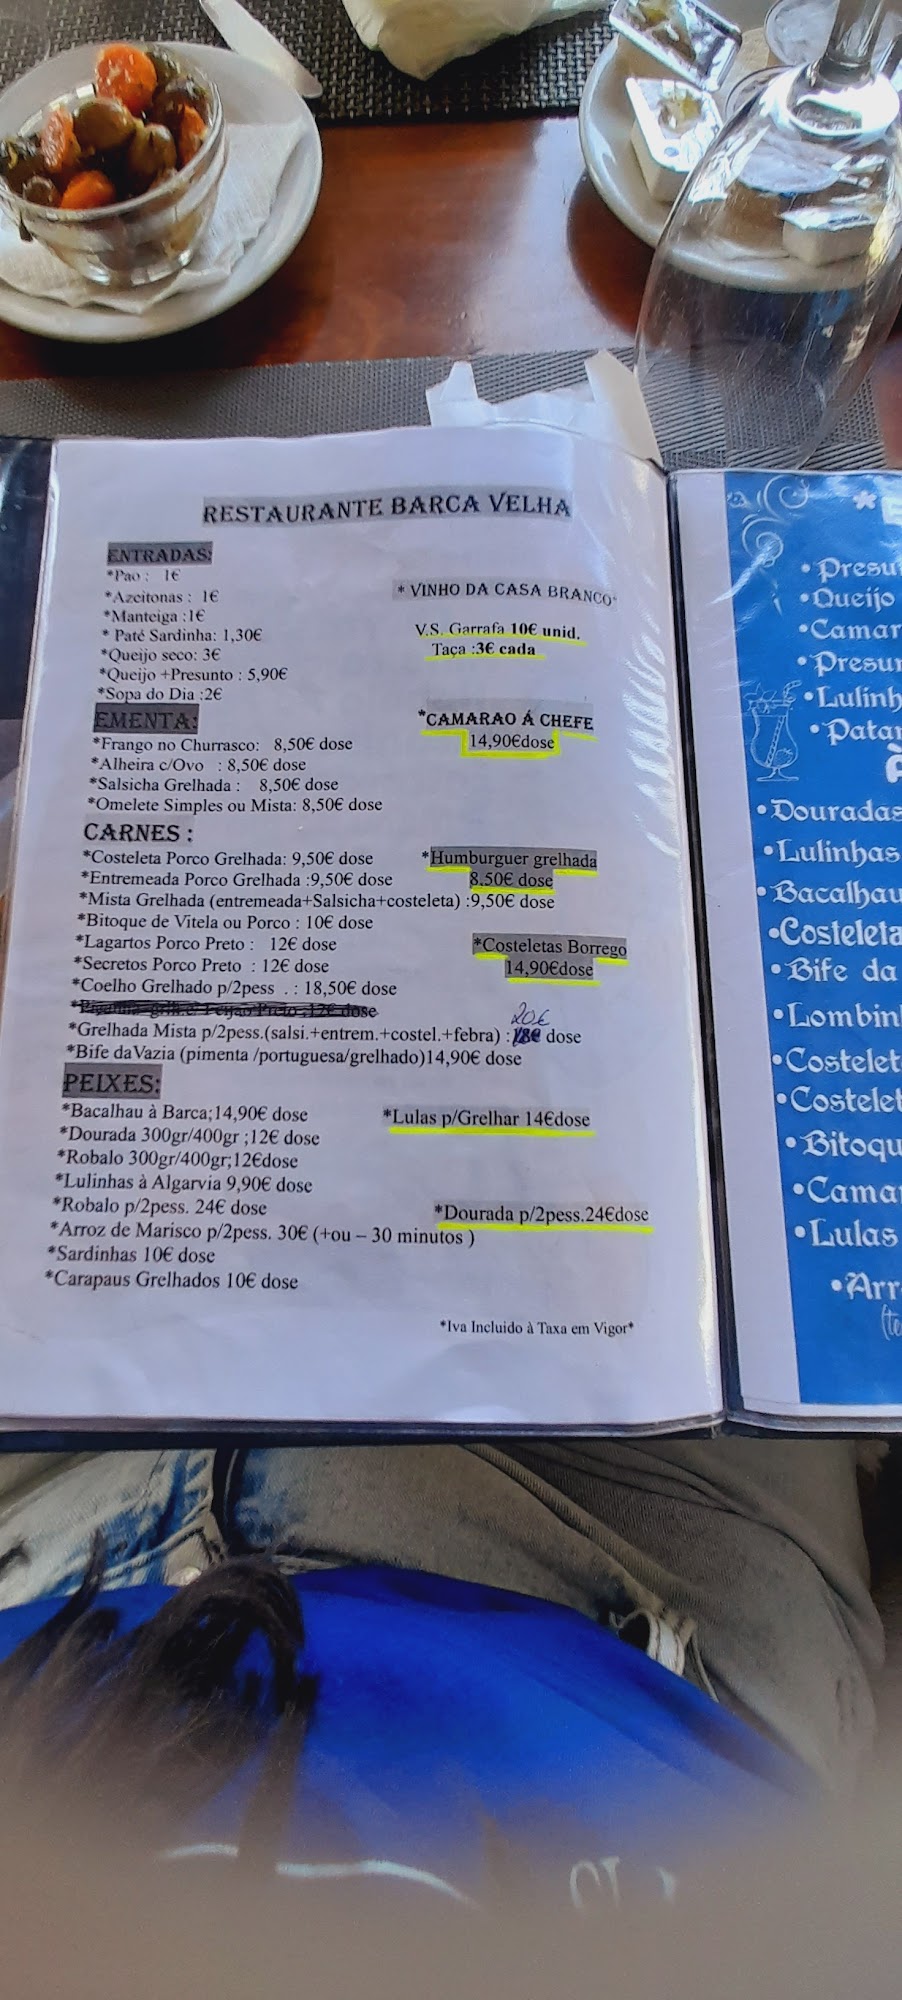 RESTAURANTE BARCA VELHA
ENTRADAS:
*Pao : 1€
*Azeitonas : 1€
*Manteiga :1€
* Paté Sardinha: 1,30€
*Queijo seco: 3€
*Queijo +Presunto : 5,90€
*Sopa do Dia :2€
* VINHO DA CASA BRANCO*
V.S. Garrafa 10€ unid.
Taça :3€ cada
EMENTA:
*Frango no Churrasco: 8,50€ dose
*Alheira c/Ovo : 8,50€ dose
*Salsicha Grelhada : 8,50€ dose
*Omelete Simples ou Mista: 8,50€ dose
*CAMARAO Á CHEFE
14,90€dose
CARNES :
*Costeleta Porco Grelhada: 9,50€ dose
*Entremeada Porco Grelhada :9,50€ dose
*Mista Grelhada (entremeada+Salsicha+costeleta) :9,50€ dose
*Bitoque de Vitela ou Porco : 10€ dose
*Lagartos Porco Preto : 12€ dose
*Secretos Porco Preto : 12€ dose
*Coelho Grelhado p/2pess . : 18,50€ dose
20€
*Grelhada Mista p/2pess.(salsi.+entrem.+costel.+febra) : dose
*Bife da Vazia (pimenta /portuguesa/grelhado)14,90€ dose
*Humburguer grelhada
8.50€ dose
*Costeletas Borrego
14,90€dose
PEIXES:
*Bacalhau à Barca;14,90€ dose
*Dourada 300gr/400gr ;12€ dose
*Robalo 300gr/400gr;12€dose
*Lulinhas à Algarvia 9,90€ dose
*Robalo p/2pess. 24€ dose
*Arroz de Marisco p/2pess. 30€ (+ou – 30 minutos )
*Sardinhas 10€ dose
*Carapaus Grelhados 10€ dose
*Lulas p/Grelhar 14€dose
*Dourada p/2pess.24€dose
*Iva Incluido à Taxa em Vigor*
• Presu
• Queijo
• Camar
• Presun
• Lulinh
• Patan
À
• Douradas
• Lulinhas
• Bacalhau
• Costeleta
• Bife da
• Lombin
• Costelet
• Costelet
• Bitoqu
• Cama
• Lulas
• Arr
(te